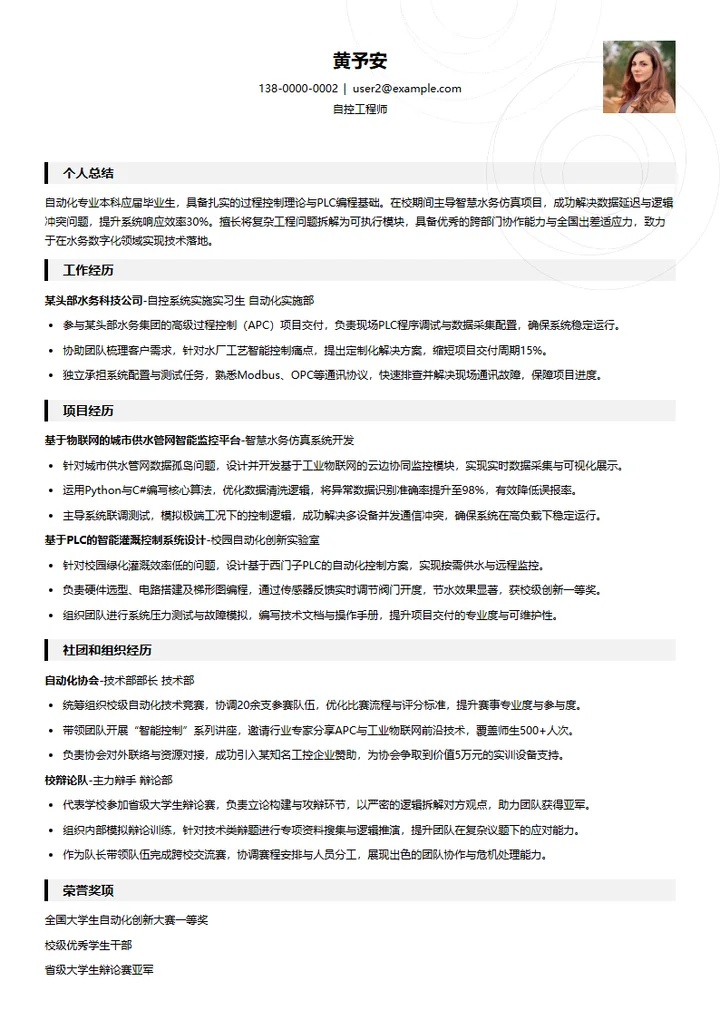 黄予安
138-0000-0002 | user2@example.com
自控工程师
个人总结
自动化专业本科应届毕业生，具备扎实的过程控制理论与PLC编程基础。在校期间主导智慧水务仿真项目，成功解决数据延迟与逻辑
冲突问题，提升系统响应效率30%。擅长将复杂工程问题拆解为可执行模块，具备优秀的跨部门协作能力与全国出差适应力，致力
于在水务数字化领域实现技术落地。
工作经历
某头部水务科技公司-自控系统实施实习生 自动化实施部
• 参与某头部水务集团的高级过程控制（APC）项目交付，负责现场PLC程序调试与数据采集配置，确保系统稳定运行。
• 协助团队梳理客户需求，针对水厂工艺智能控制痛点，提出定制化解决方案，缩短项目交付周期15%。
• 独立承担系统配置与测试任务，熟悉Modbus、OPC等通讯协议，快速排查并解决现场通讯故障，保障项目进度。
项目经历
基于物联网的城市供水管网智能监控平台-智慧水务仿真系统开发
• 针对城市供水管网数据孤岛问题，设计并开发基于工业物联网的云边协同监控模块，实现实时数据采集与可视化展示。
• 运用Python与C#编写核心算法，优化数据清洗逻辑，将异常数据识别准确率提升至98%，有效降低误报率。
• 主导系统联调测试，模拟极端工况下的控制逻辑，成功解决多设备并发通信冲突，确保系统在高负载下稳定运行。
基于PLC的智能灌溉控制系统设计-校园自动化创新实验室
• 针对校园绿化灌溉效率低的问题，设计基于西门子PLC的自动化控制方案，实现按需供水与远程监控。
• 负责硬件选型、电路搭建及梯形图编程，通过传感器反馈实时调节阀门开度，节水效果显著，获校级创新一等奖。
• 组织团队进行系统压力测试与故障模拟，编写技术文档与操作手册，提升项目交付的专业度与可维护性。
社团和组织经历
自动化协会-技术部部长 技术部
• 统筹组织校级自动化技术竞赛，协调20余支参赛队伍，优化比赛流程与评分标准，提升赛事专业度与参与度。
• 带领团队开展“智能控制”系列讲座，邀请行业专家分享APC与工业物联网前沿技术，覆盖师生500+人次。
• 负责协会对外联络与资源对接，成功引入某知名工控企业赞助，为协会争取到价值5万元的实训设备支持。
校辩论队-主力辩手 辩论部
• 代表学校参加省级大学生辩论赛，负责立论构建与攻辩环节，以严密的逻辑拆解对方观点，助力团队获得亚军。
• 组织内部模拟辩论训练，针对技术类辩题进行专项资料搜集与逻辑推演，提升团队在复杂议题下的应对能力。
• 作为队长带领队伍完成跨校交流赛，协调赛程安排与人员分工，展现出色的团队协作与危机处理能力。
荣誉奖项
全国大学生自动化创新大赛一等奖
校级优秀学生干部
省级大学生辩论赛亚军